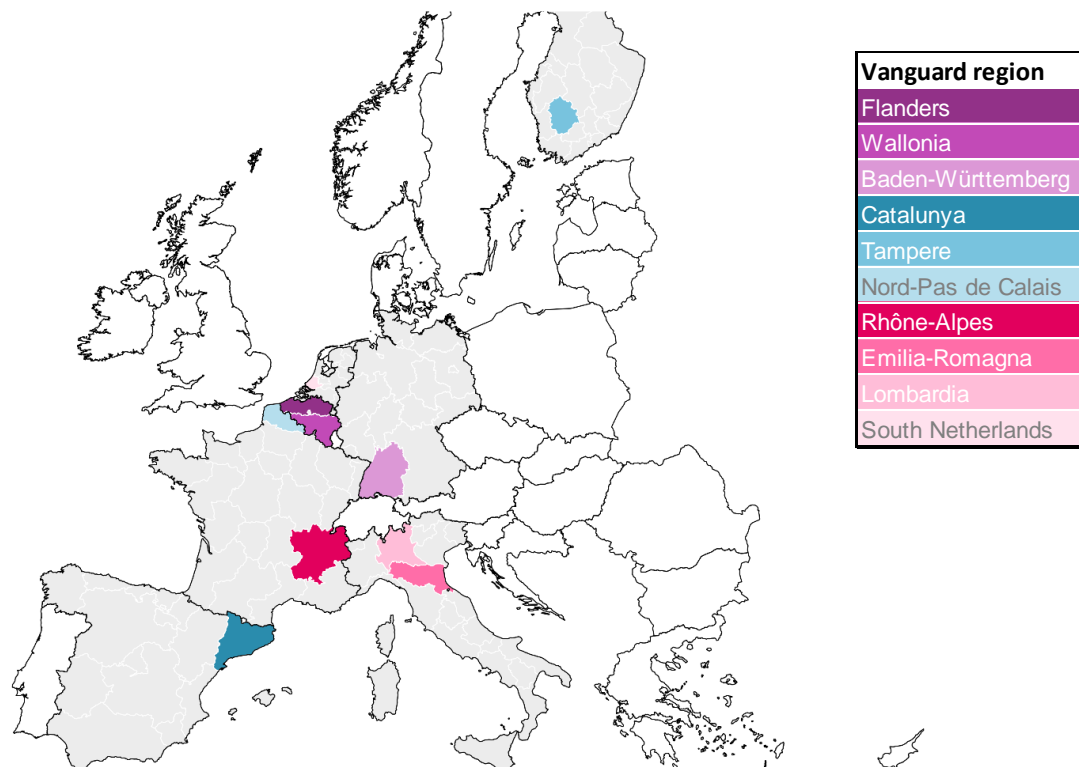 Vanguard region
Flanders
Wallonia
Baden-Württemberg
Catalunya
Tampere
Nord-Pas de Calais
Rhône-Alpes
Emilia-Romagna
Lombardia
South Netherlands